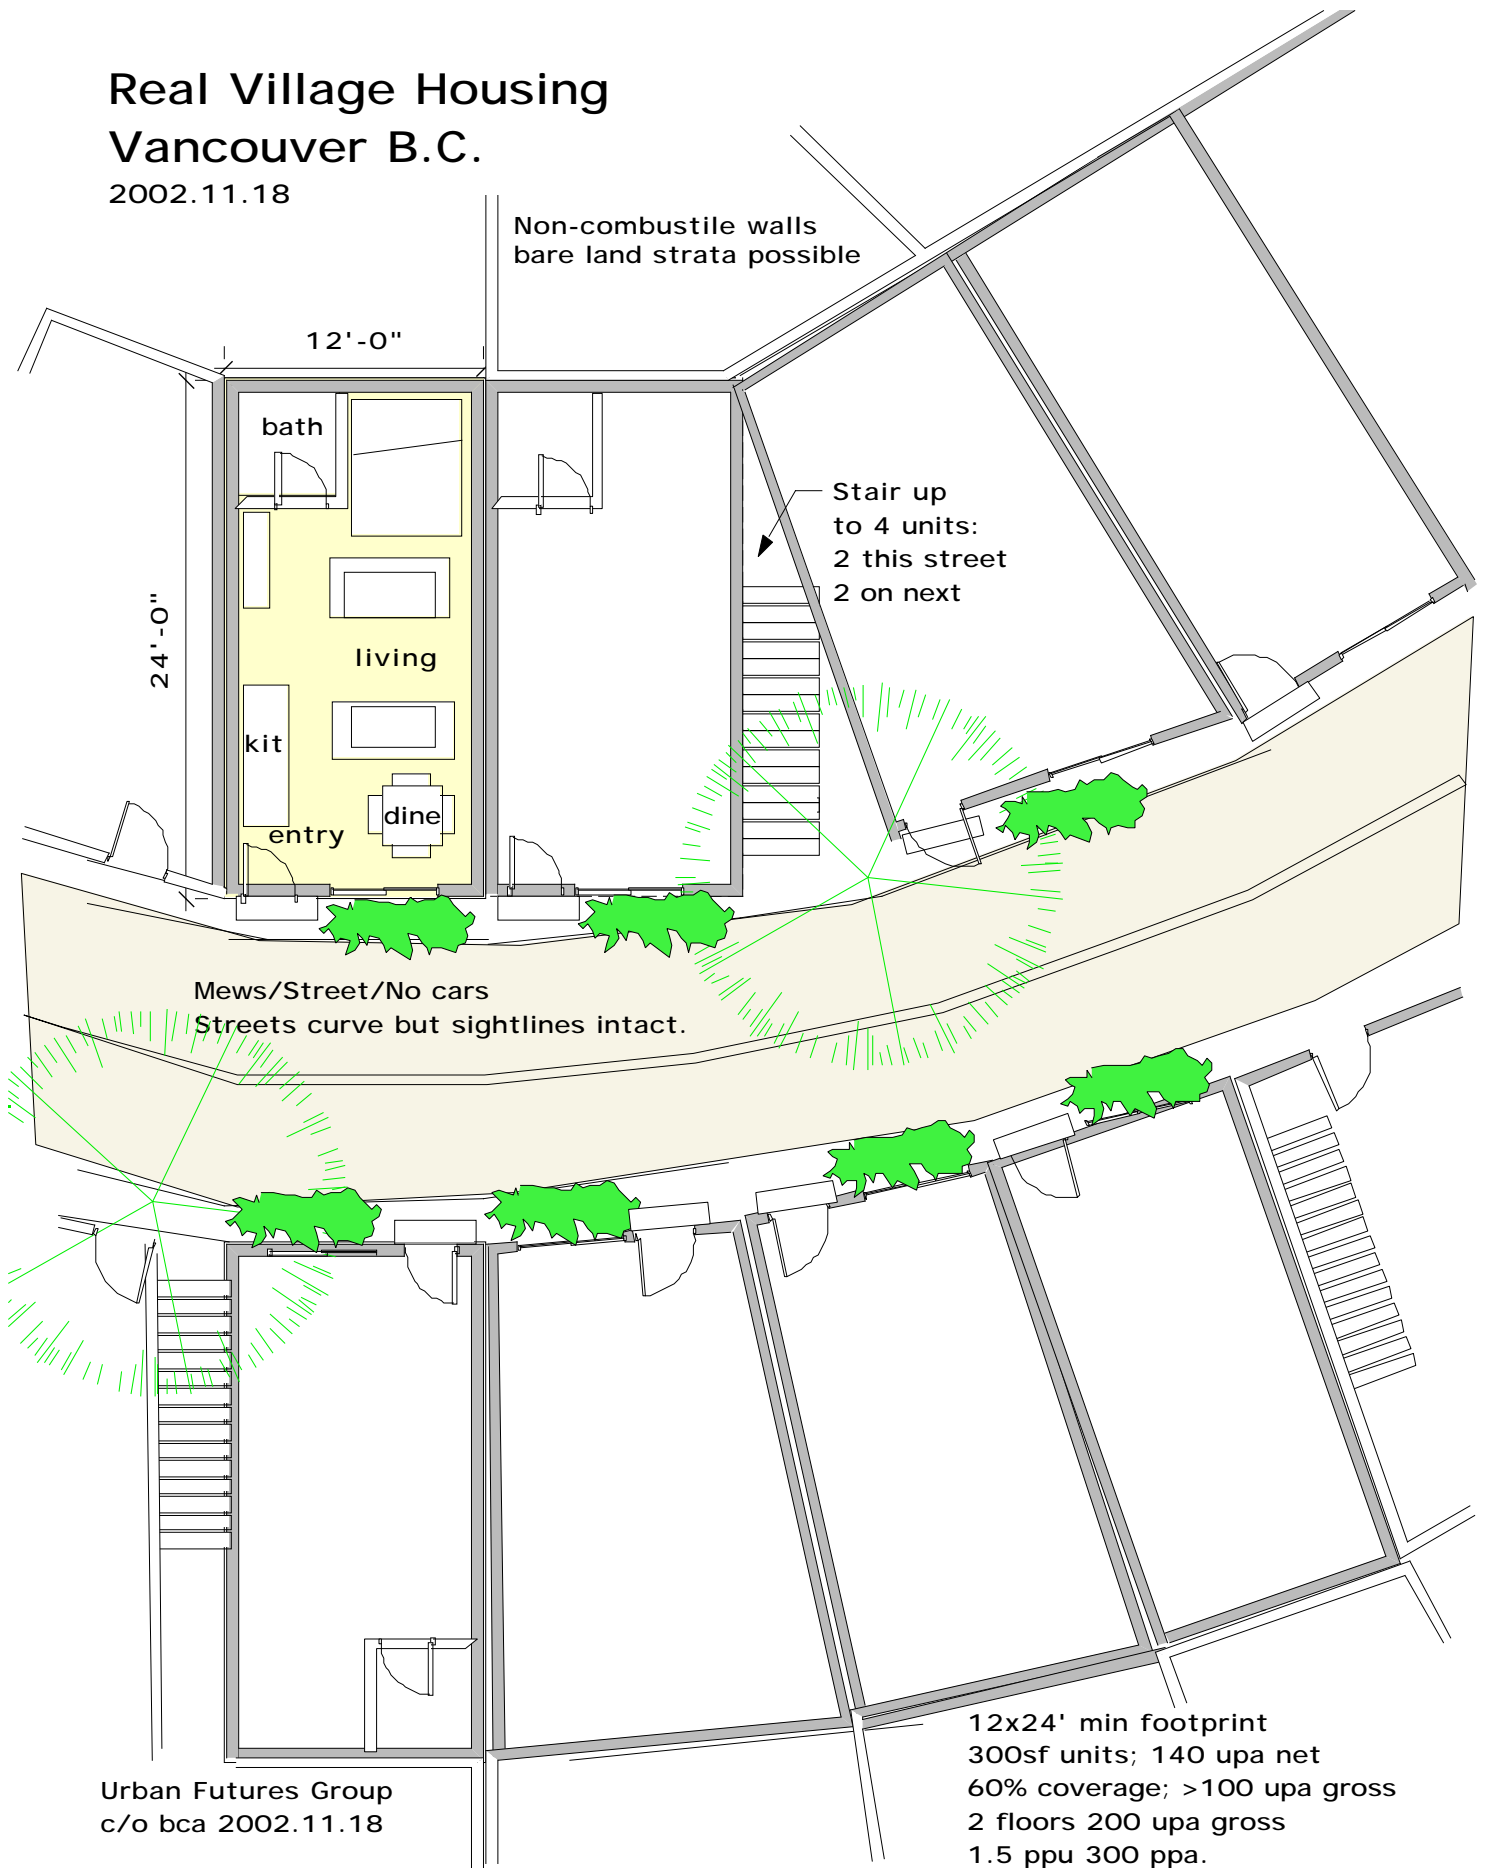 Real Village Housing
Vancouver B.C.
2002.11.18
Non-combustile walls
bare land strata possible
12'-0"
bath
Stair up
to 4 units:
2 this street
2 on next
24'-0"
living
kit
dine
entry
Mews/Street/No cars
Streets curve but sightlines intact.
12x24' min footprint
300sf units; 140 upa net
60% coverage; >100 upa gross
2 floors 200 upa gross
1.5 ppu 300 ppa.
Urban Futures Group
c/o bca 2002.11.18